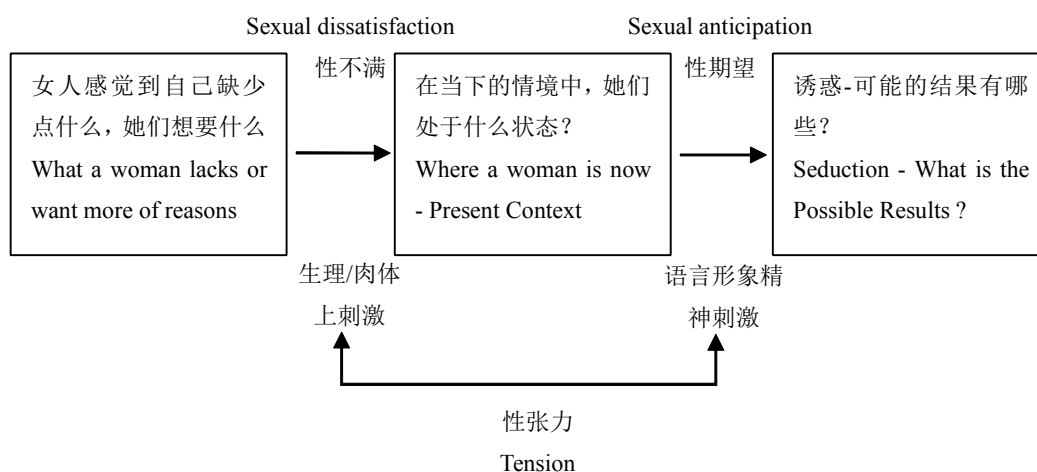 Sexual dissatisfaction
性不满
Sexual anticipation
性期望
女人感觉到自己缺少
点什么，她们想要什么
What a woman lacks or
want more of reasons
在当下的情境中，她们
处于什么状态？
Where a woman is now
- Present Context
诱惑-可能的结果有哪
些？
Seduction - What is the
Possible Results ?
生理/肉体
上刺激
语言形象精
神刺激
性张力
Tension